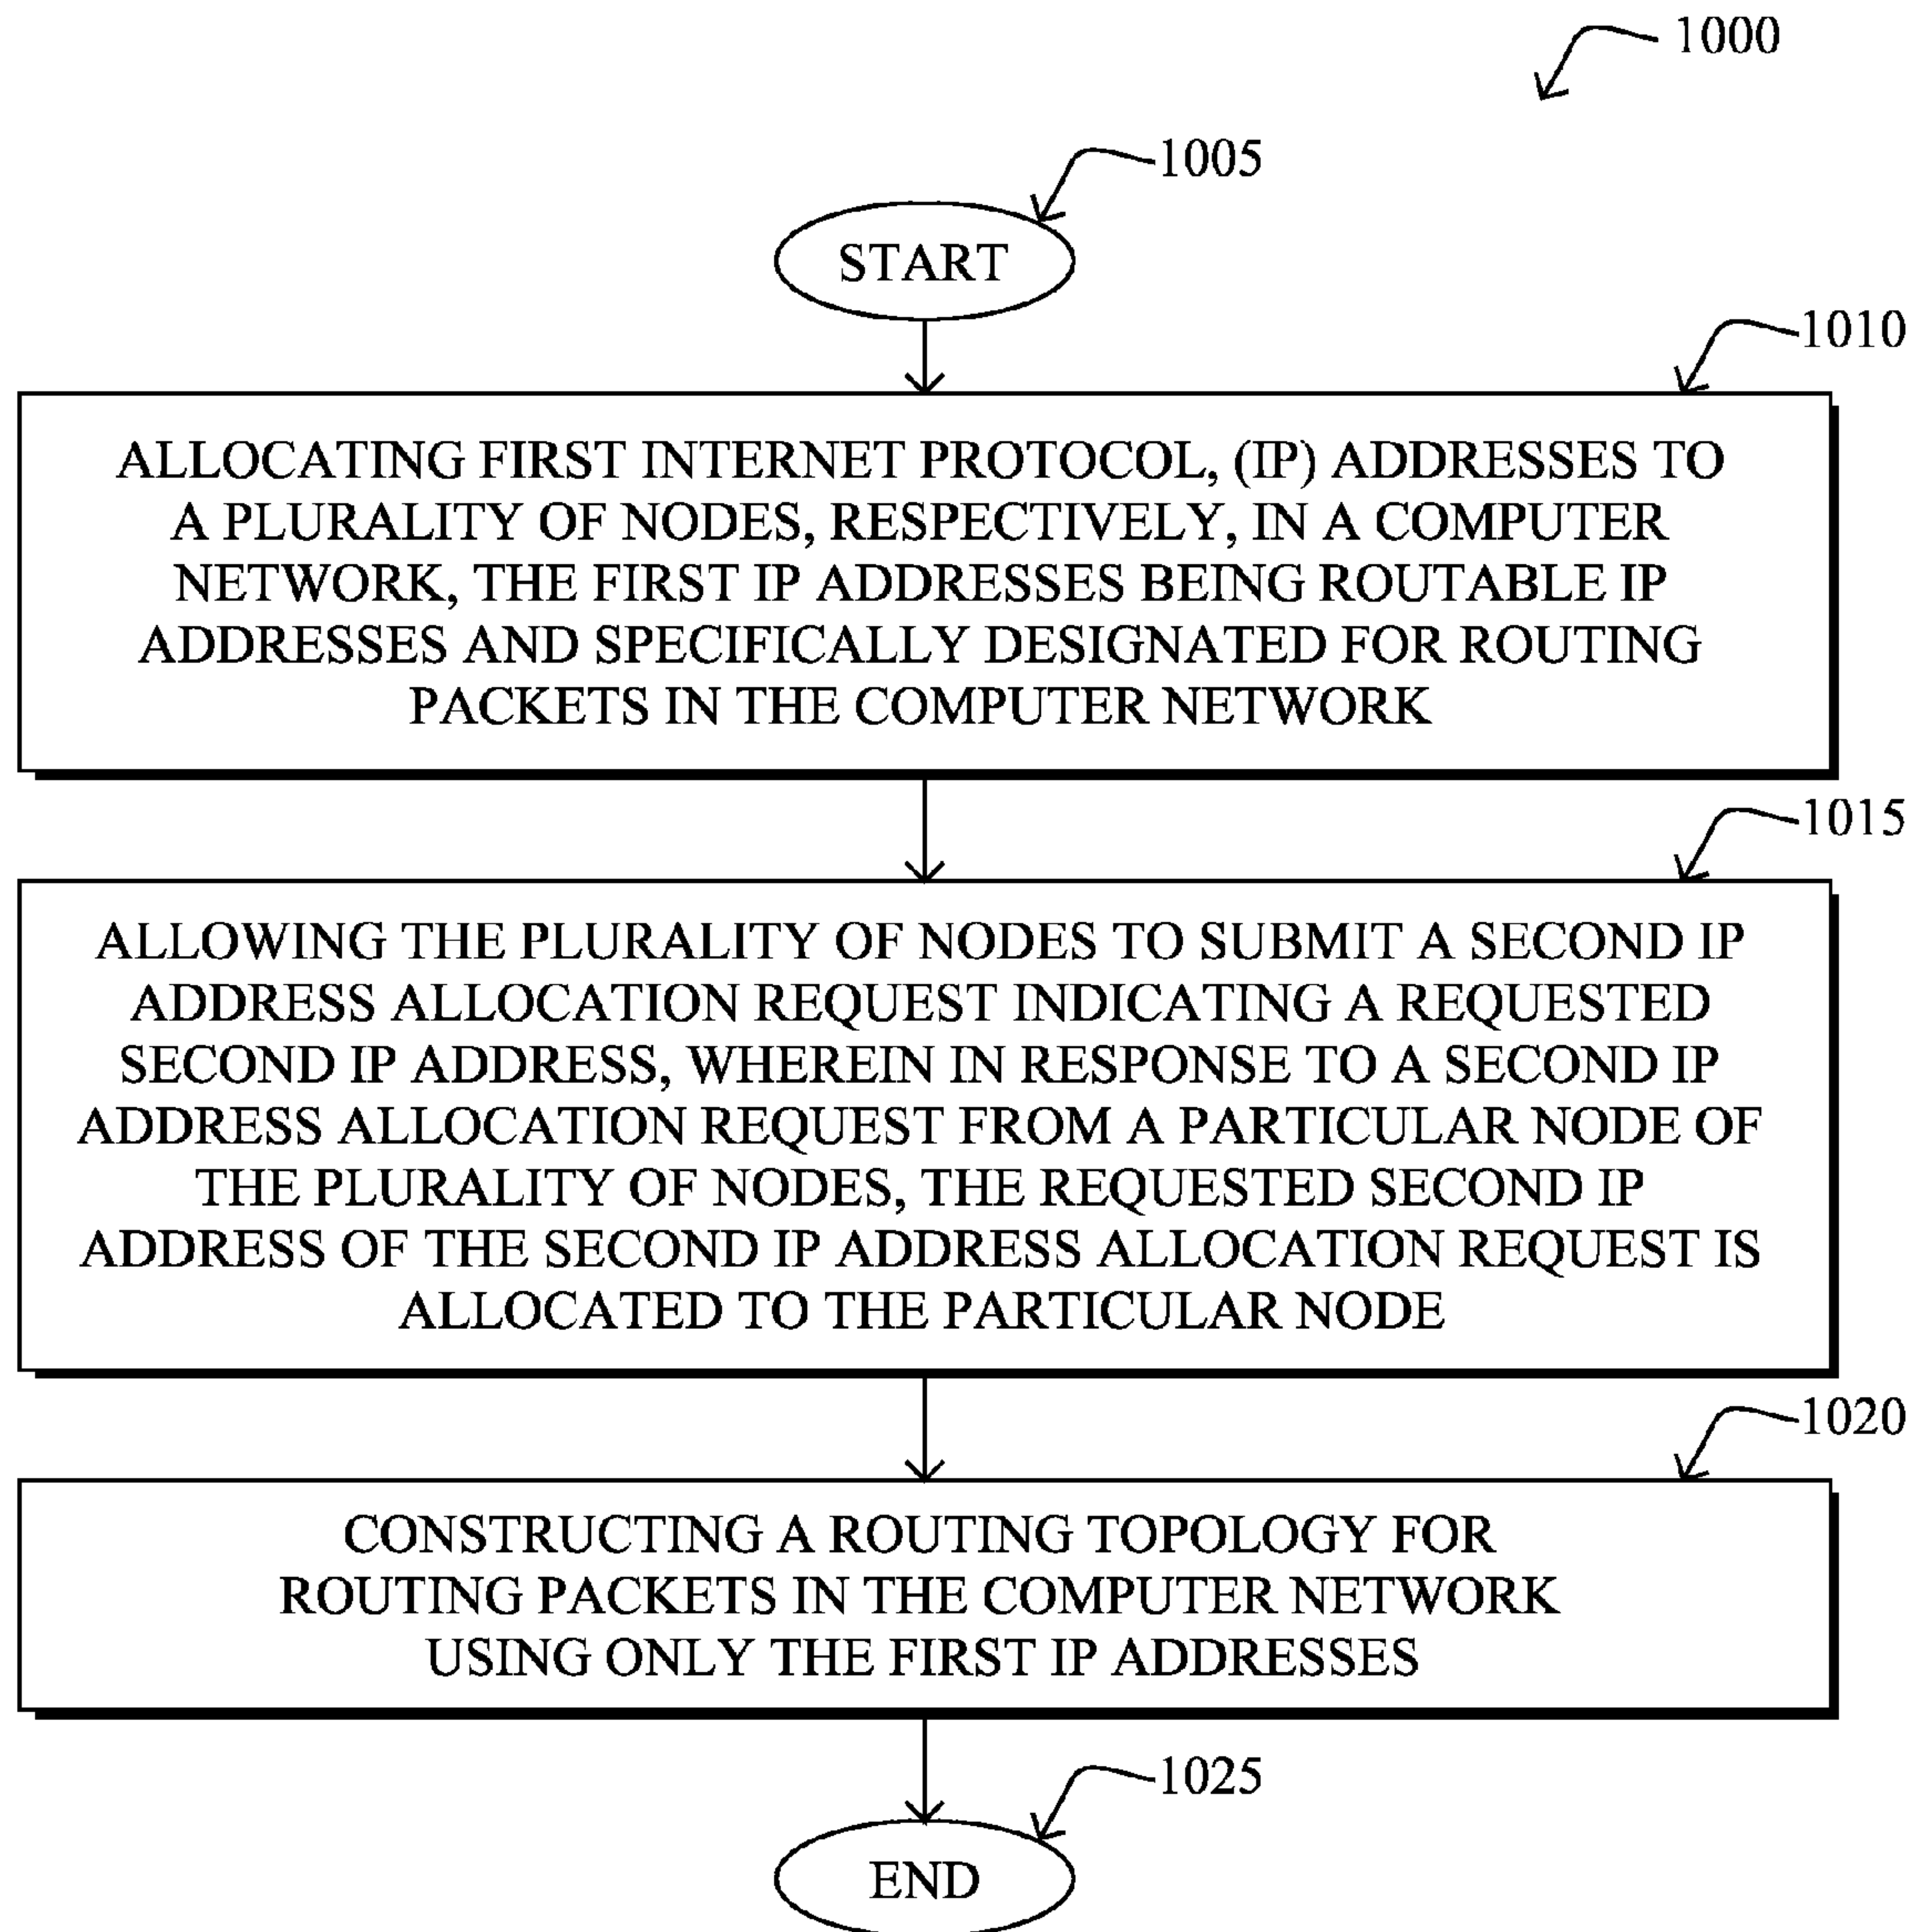 1000
1005
START
1010
ALLOCATING FIRST INTERNET PROTOCOL, (IP) ADDRESSES TO
A PLURALITY OF NODES, RESPECTIVELY, IN A COMPUTER
NETWORK, THE FIRST IP ADDRESSES BEING ROUTABLE IP
ADDRESSES AND SPECIFICALLY DESIGNATED FOR ROUTING
PACKETS IN THE COMPUTER NETWORK
1015
ALLOWING THE PLURALITY OF NODES TO SUBMIT A SECOND IP
ADDRESS ALLOCATION REQUEST INDICATING A REQUESTED
SECOND IP ADDRESS, WHEREIN IN RESPONSE TO A SECOND IP
ADDRESS ALLOCATION REQUEST FROM A PARTICULAR NODE OF
THE PLURALITY OF NODES, THE REQUESTED SECOND IP
ADDRESS OF THE SECOND IP ADDRESS ALLOCATION REQUEST IS
ALLOCATED TO THE PARTICULAR NODE
1020
CONSTRUCTING A ROUTING TOPOLOGY FOR
ROUTING PACKETS IN THE COMPUTER NETWORK
USING ONLY THE FIRST IP ADDRESSES
1025
END